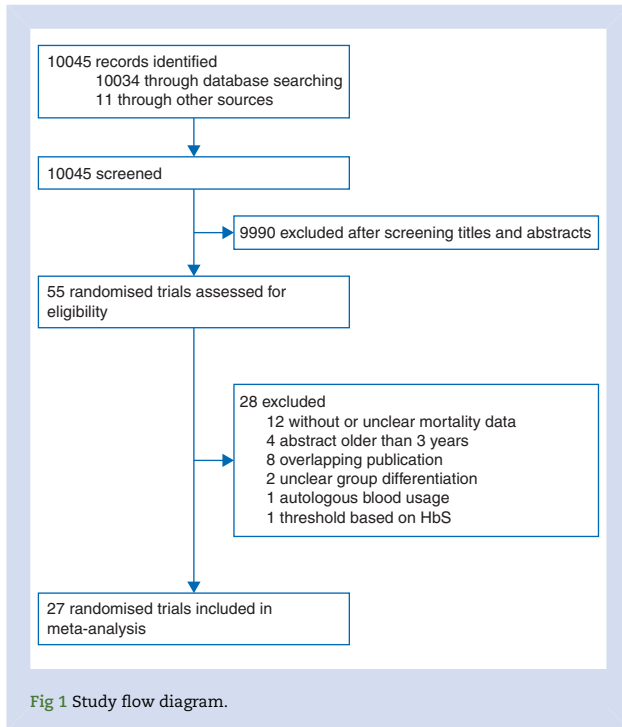 10045 records identified
10034 through database searching
11 through other sources
10045 screened
9990 excluded after screening titles and abstracts
55 randomised trials assessed for
eligibility
28 excluded
12 without or unclear mortality data
4 abstract older than 3 years
8 overlapping publication
2 unclear group differentiation
1 autologous blood usage
1 threshold based on HbS
27 randomised trials included in
meta-analysis
Fig 1 Study flow diagram.